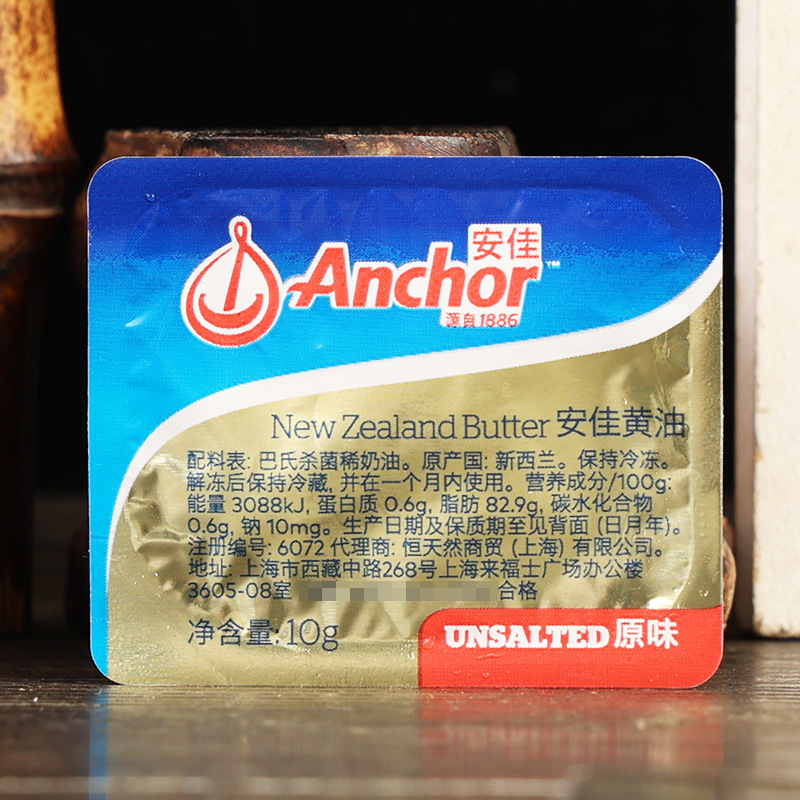 安佳
Anchor™
源自1886
New Zealand Butter 安佳黄油
配料表: 巴氏杀菌稀奶油。原产国: 新西兰。保持冷冻。
解冻后保持冷藏, 并在一个月内使用。营养成分/100g:
能量 3088kJ, 蛋白质 0.6g, 脂肪 82.9g, 碳水化合物
0.6g, 钠 10mg。生产日期及保质期至见背面 (日月年)。
注册编号: 6072 代理商: 恒天然商贸 (上海) 有限公司。
地址: 上海市西藏中路268号上海来福士广场办公楼
3605-08室 合格
净含量: 10g
UNSALTED 原味